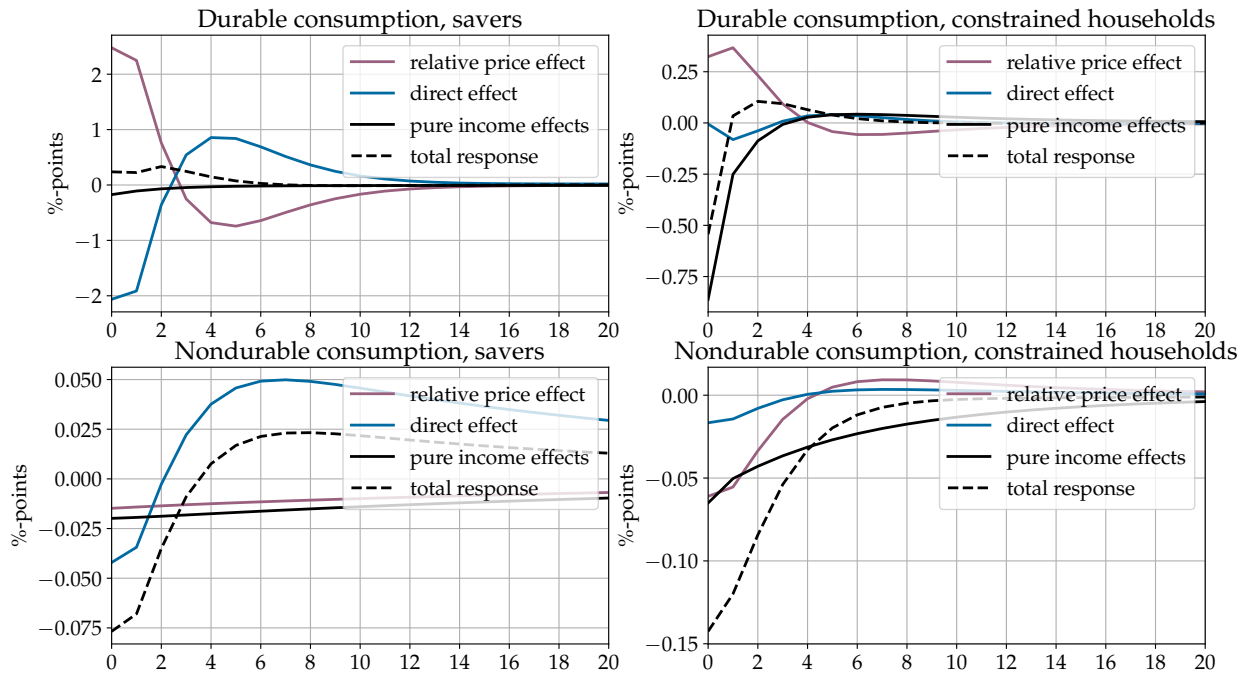 Durable consumption, savers
%-points
2
1
0
−1
−2
relative price effect
direct effect
pure income effects
total response
0 2 4 6 8 10 12 14 16 18 20
Durable consumption, constrained households
%-points
0.25
0.00
−0.25
−0.50
−0.75
relative price effect
direct effect
pure income effects
total response
0 2 4 6 8 10 12 14 16 18 20
Nondurable consumption, savers
%-points
0.050
0.025
0.000
−0.025
−0.050
−0.075
relative price effect
direct effect
pure income effects
total response
0 2 4 6 8 10 12 14 16 18 20
Nondurable consumption, constrained households
%-points
0.00
−0.05
−0.10
−0.15
relative price effect
direct effect
pure income effects
total response
0 2 4 6 8 10 12 14 16 18 20